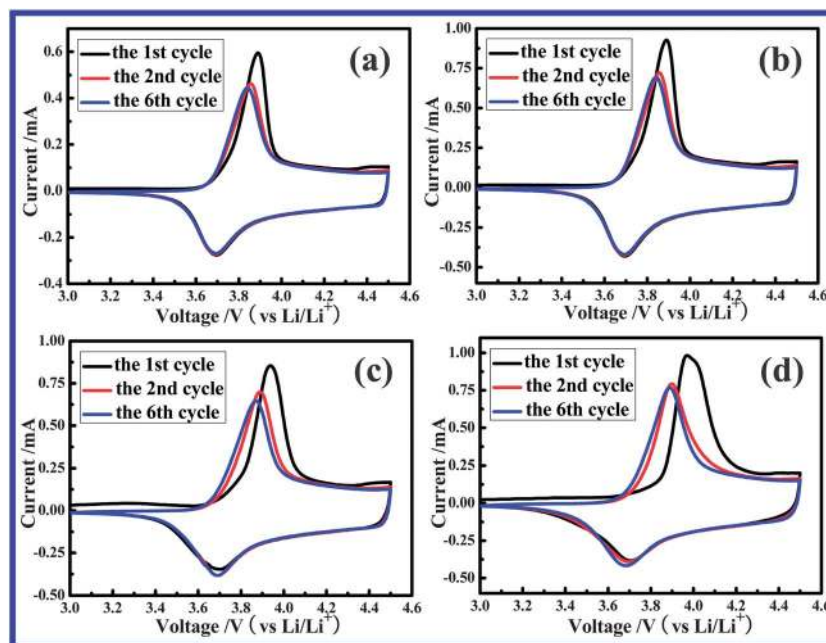 0.6
0.4
0.2
0.0
-0.2
-0.4
Current /mA
the 1st cycle
the 2nd cycle
the 6th cycle
(a)
3.0 3.2 3.4 3.6 3.8 4.0 4.2 4.4 4.6
Voltage /V ( vs Li/Li+)
1.00
0.75
0.50
0.25
0.00
-0.25
-0.50
Current /mA
the 1st cycle
the 2nd cycle
the 6th cycle
(b)
3.0 3.2 3.4 3.6 3.8 4.0 4.2 4.4 4.6
Voltage /V ( vs Li/Li+)
1.00
0.75
0.50
0.25
0.00
-0.25
-0.50
Current /mA
the 1st cycle
the 2nd cycle
the 6th cycle
(c)
3.0 3.2 3.4 3.6 3.8 4.0 4.2 4.4 4.6
Voltage /V ( vs Li/Li+)
1.00
0.75
0.50
0.25
0.00
-0.25
-0.50
Current /mA
the 1st cycle
the 2nd cycle
the 6th cycle
(d)
3.0 3.2 3.4 3.6 3.8 4.0 4.2 4.4 4.6
Voltage /V ( vs Li/Li+)